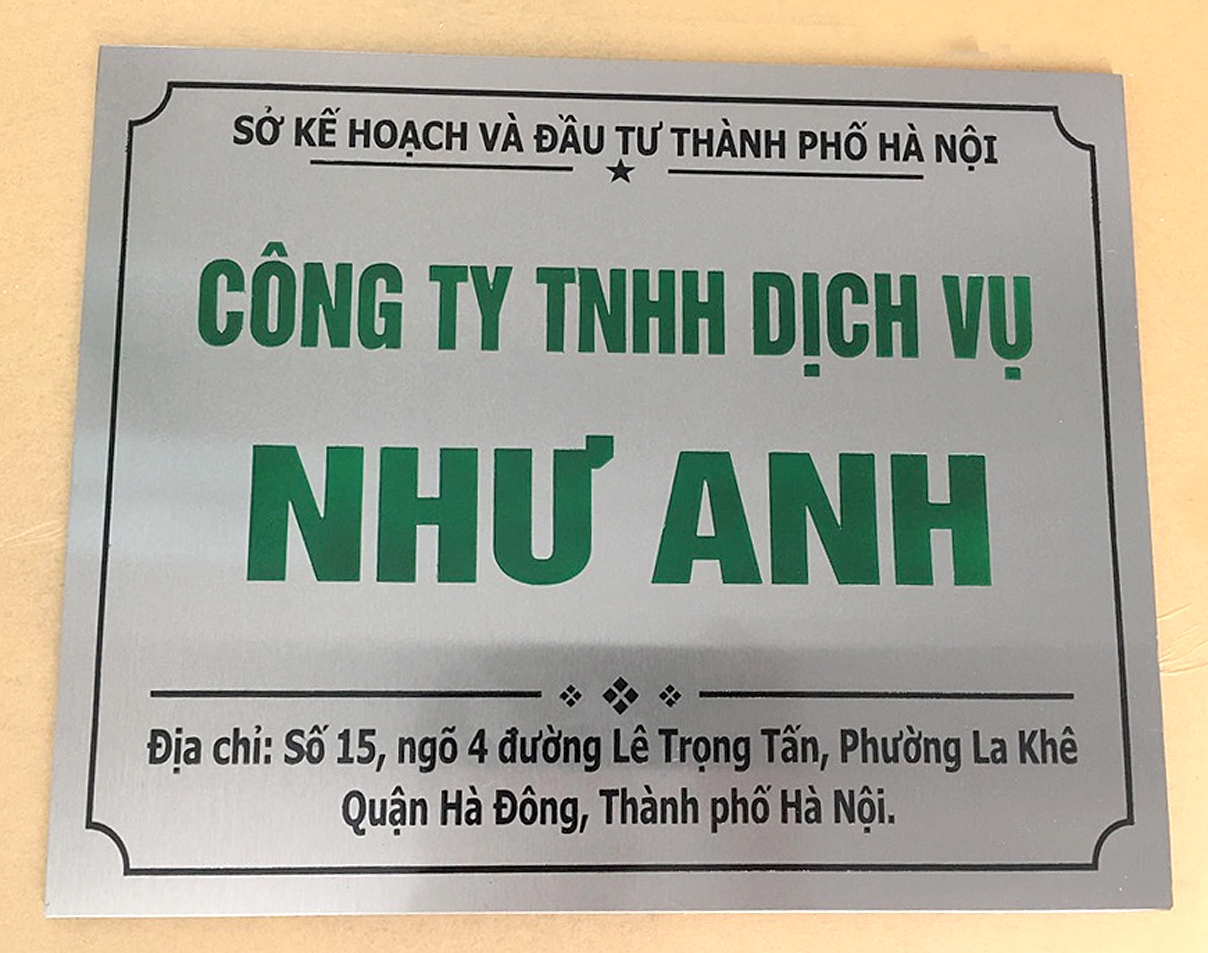 SỞ KẾ HOẠCH VÀ ĐẦU TƯ THÀNH PHỐ HÀ NỘI
CÔNG TY TNHH DỊCH VỤ
NHƯ ANH
Địa chỉ: Số 15, ngõ 4 đường Lê Trọng Tấn, Phường La Khê
Quận Hà Đông, Thành phố Hà Nội.